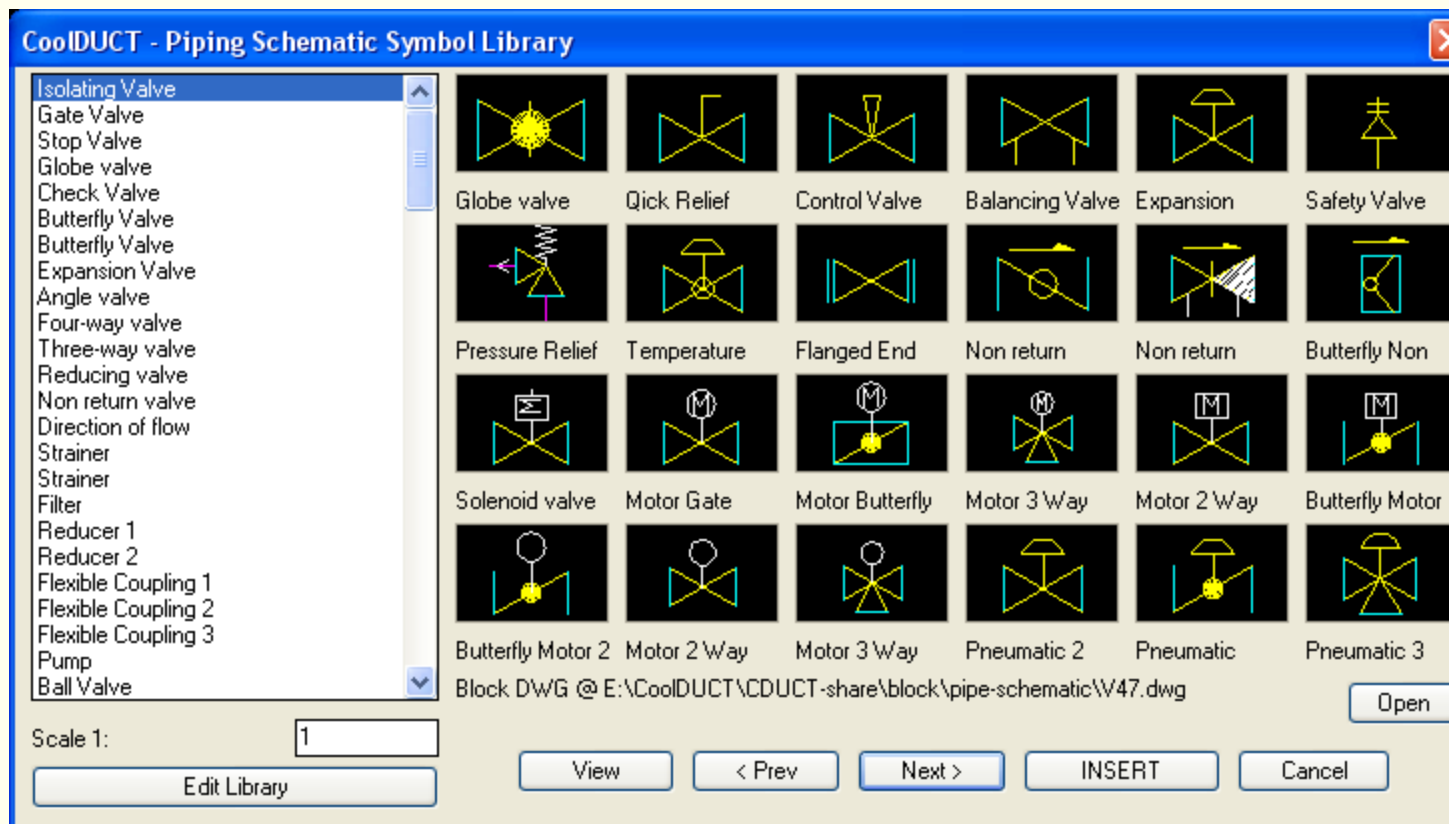 CoolDUCT - Piping Schematic Symbol Library
Isolating Valve
Gate Valve
Stop Valve
Globe valve
Check Valve
Butterfly Valve
Butterfly Valve
Expansion Valve
Angle valve
Four-way valve
Three-way valve
Reducing valve
Non return valve
Direction of flow
Strainer
Strainer
Filter
Reducer 1
Reducer 2
Flexible Coupling 1
Flexible Coupling 2
Flexible Coupling 3
Pump
Ball Valve
Scale 1: 1
Edit Library
Globe valve Qick Relief Control Valve Balancing Valve Expansion Safety Valve
Pressure Relief Temperature Flanged End Non return Non return Butterfly Non
Σ M M M M M
Solenoid valve Motor Gate Motor Butterfly Motor 3 Way Motor 2 Way Butterfly Motor
Butterfly Motor 2 Motor 2 Way Motor 3 Way Pneumatic 2 Pneumatic Pneumatic 3
Block DWG @ E:\CoolDUCT\CDUCT-share\block\pipe-schematic\V47.dwg
Open
View < Prev Next > INSERT Cancel